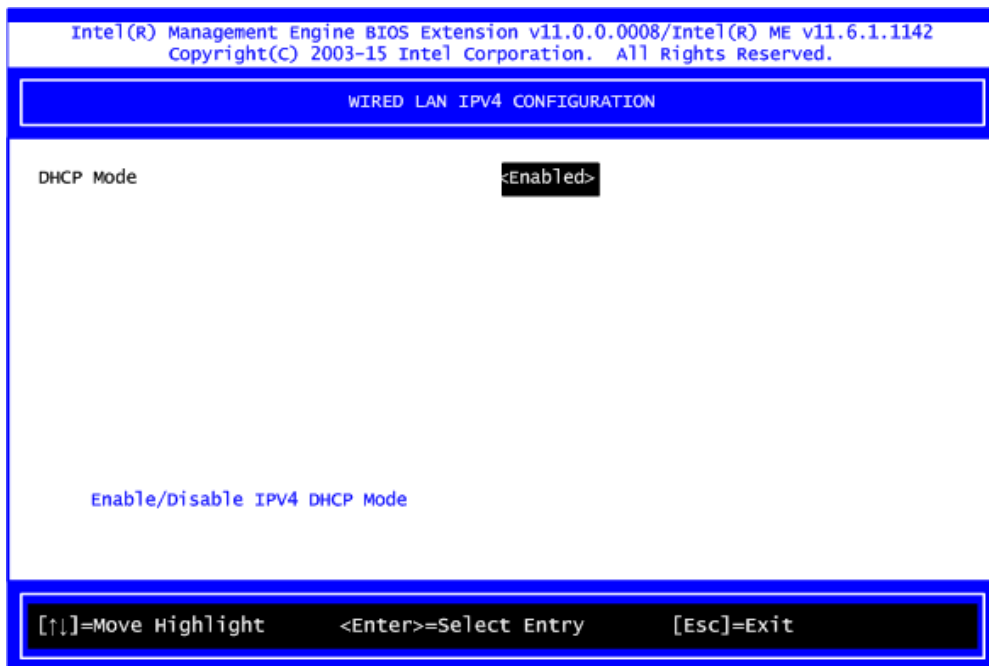 Intel(R) Management Engine BIOS Extension v11.0.0.0008/Intel(R) ME v11.6.1.1142
Copyright(C) 2003-15 Intel Corporation. All Rights Reserved.
WIRED LAN IPV4 CONFIGURATION
DHCP Mode <Enabled>
Enable/Disable IPV4 DHCP Mode
[↑↓]=Move Highlight <Enter>=Select Entry [Esc]=Exit